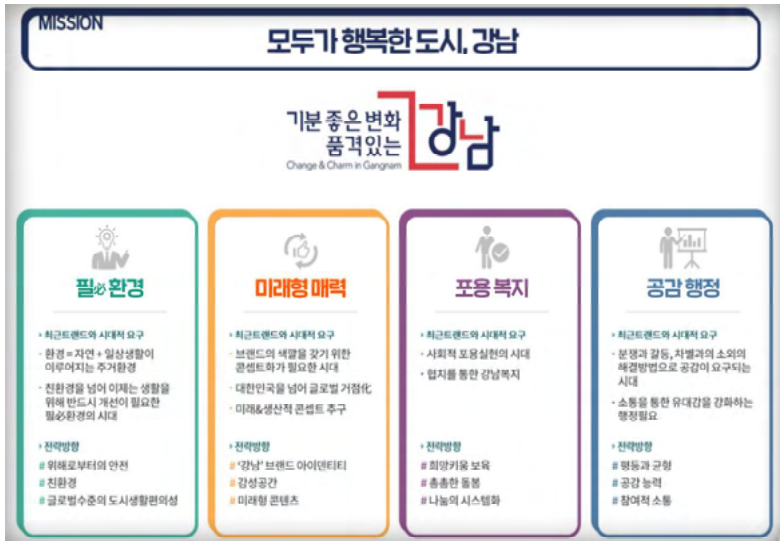 MISSION
모두가 행복한 도시, 강남
기분 좋은 변화
품격있는
강남
Change & Charm in Gangnam
필必환경
› 최근트랜드와 시대적 요구
· 환경 = 자연 + 일상생활이
이루어지는 주거환경
· 친환경을 넘어 이제는 생활을
위해 반드시 개선이 필요한
필必환경의 시대
› 전략방향
# 위해로부터의 안전
# 친환경
# 글로벌수준의 도시생활편의성
미래형 매력
› 최근트랜드와 시대적 요구
· 브랜드의 색깔을 갖기 위한
콘셉트화가 필요한 시대
· 대한민국을 넘어 글로벌 거점化
· 미래&생산적 콘셉트 추구
› 전략방향
# '강남' 브랜드 아이덴티티
# 감성공간
# 미래형 콘텐츠
포용 복지
› 최근트랜드와 시대적 요구
· 사회적 포용실현의 시대
· 협치를 통한 강남복지
› 전략방향
# 희망키움 보육
# 촘촘한 돌봄
# 나눔의 시스템화
공감 행정
› 최근트랜드와 시대적 요구
· 분쟁과 갈등, 차별과의 소외의
해결방법으로 공감이 요구되는
시대
· 소통을 통한 유대감을 강화하는
행정필요
› 전략방향
# 평등과 균형
# 공감 능력
# 참여적 소통